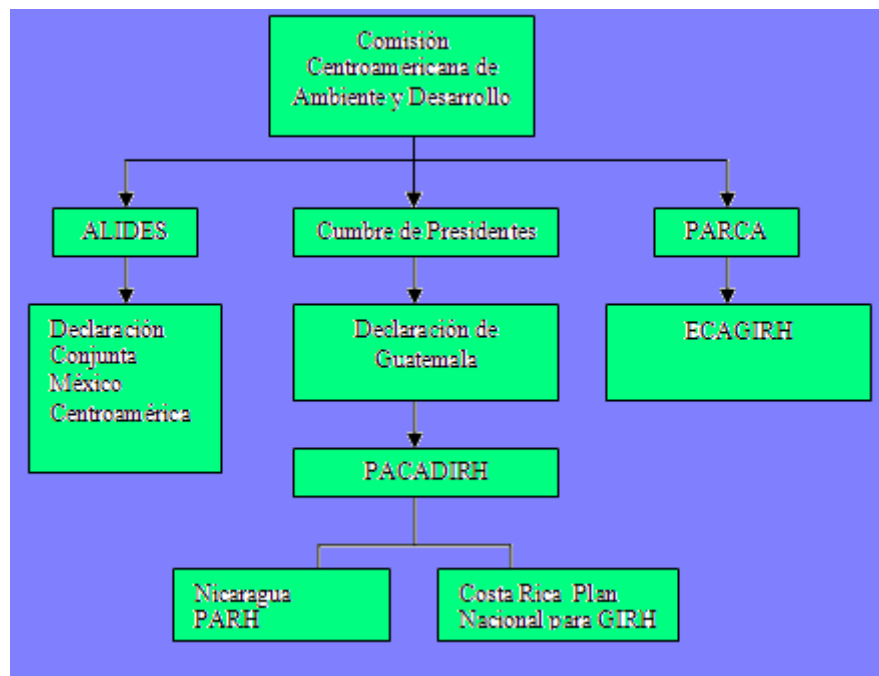 Comisión
Centroamericana de
Ambiente y Desarrollo
ALIDES
Cumbre de Presidentes
PARCA
Declaración
Conjunta
México
Centroamérica
Declaración de
Guatemala
ECAGIRH
PACADIRH
Nicaragua
PARH
Costa Rica Plan
Nacional para GIRH